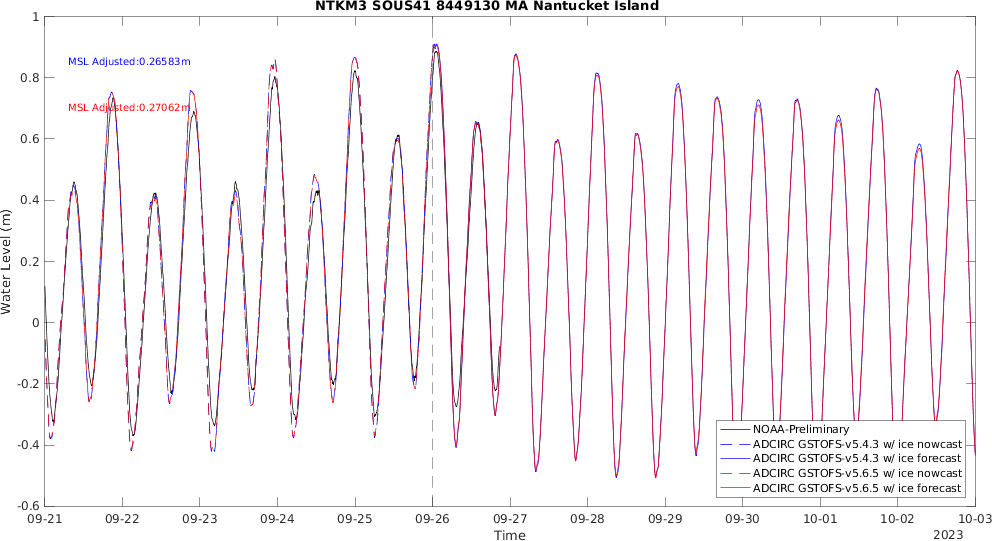 NTKM3 SOUS41 8449130 MA Nantucket Island
1
0.8
0.6
0.4
0.2
0
-0.2
-0.4
-0.6
Water Level (m)
MSL Adjusted:0.26583m
MSL Adjusted:0.27062m
NOAA-Preliminary
ADCIRC GSTOFS-v5.4.3 w/ ice nowcast
ADCIRC GSTOFS-v5.4.3 w/ ice forecast
ADCIRC GSTOFS-v5.6.5 w/ ice nowcast
ADCIRC GSTOFS-v5.6.5 w/ ice forecast
09-21 09-22 09-23 09-24 09-25 09-26 09-27 09-28 09-29 09-30 10-01 10-02 10-03
Time
2023